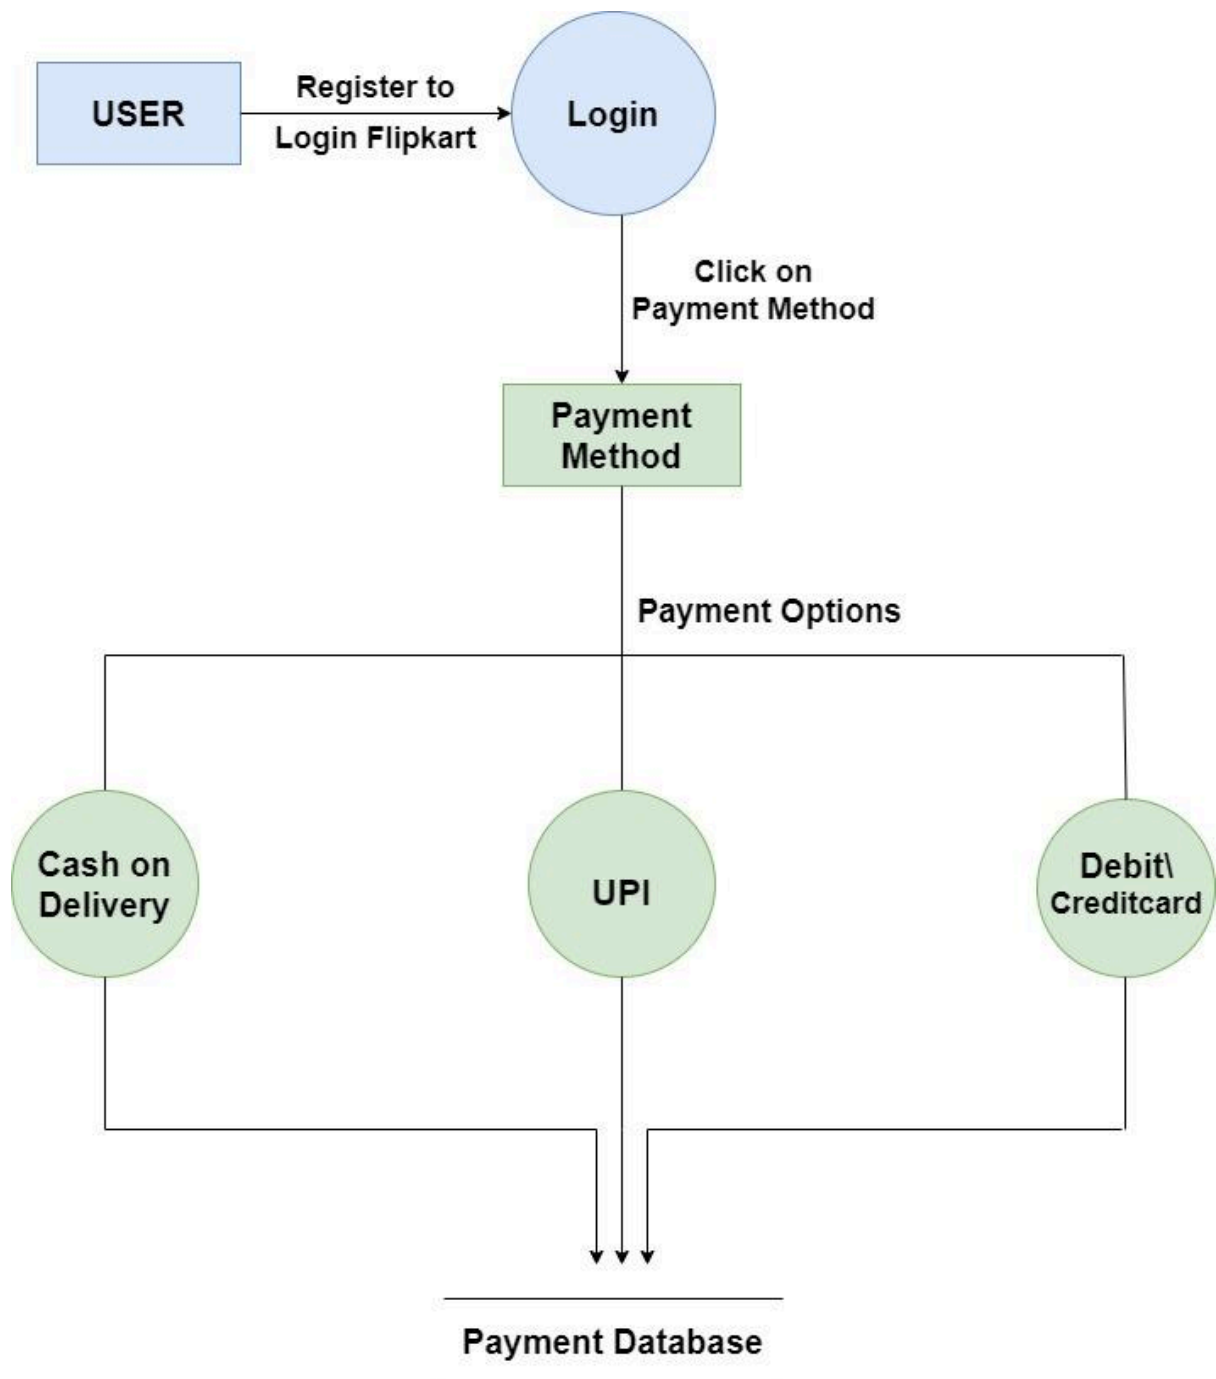 USER
Register to
Login Flipkart
Login
Click on
Payment Method
Payment
Method
Payment Options
Cash on
Delivery
UPI
Debit\
Creditcard
Payment Database